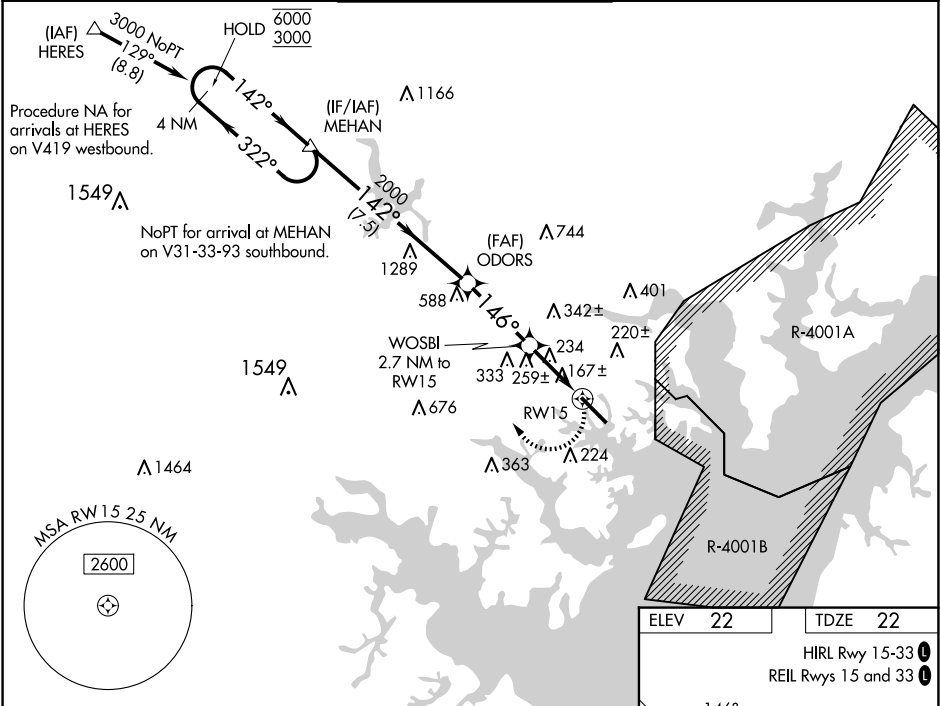 (IAF)
HERES
3000 NoPT
129°
(8.8)
HOLD
6000
3000
142°
4 NM
322°
(IF/IAF)
MEHAN
1166
Procedure NA for
arrivals at HERES
on V419 westbound.
1549
NoPT for arrival at MEHAN
on V31-33-93 southbound.
2000
142°
(7.5)
1289
(FAF)
ODORS
744
588
146°
401
342±
220±
R-4001A
WOSBI
2.7 NM to
RW15
234
333
259±
167±
1549
676
RW15
224
363
1464
R-4001B
MSA RW15 25 NM
2600
ELEV 22
TDZE 22
HIRL Rwy 15-33 L
REIL Rwys 15 and 33 L